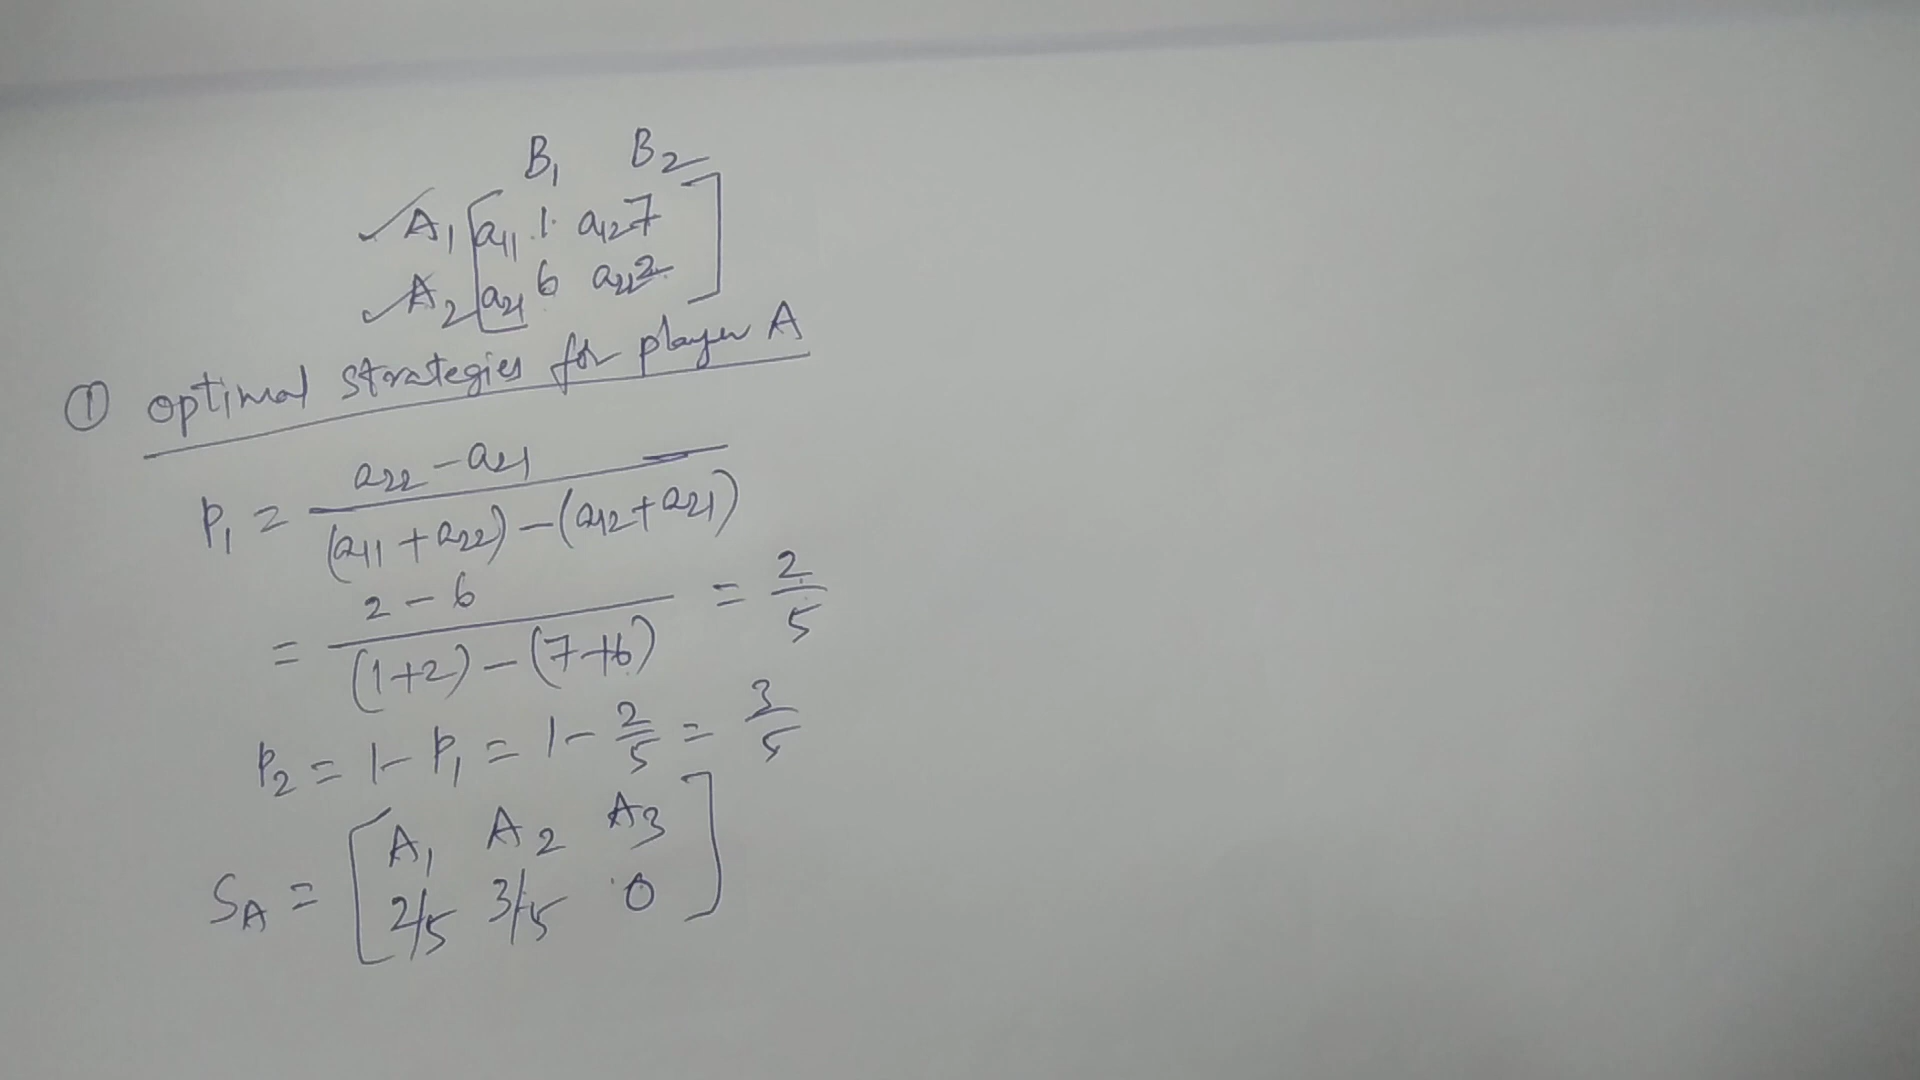 B₁ B₂
✓A₁ [a₁₁ 1 a₁₂ 7
✓A₂ a₂₁ 6 a₂₂ 2]
① optimal strategies for player A
P₁ = a₂₂ - a₂₁ / (a₁₁ + a₂₂) - (a₁₂ + a₂₁)
= 2 - 6 / (1+2) - (7+6) = 2/5
P₂ = 1 - P₁ = 1 - 2/5 = 3/5
S_A = [A₁ A₂ A₃
2/5 3/5 0]